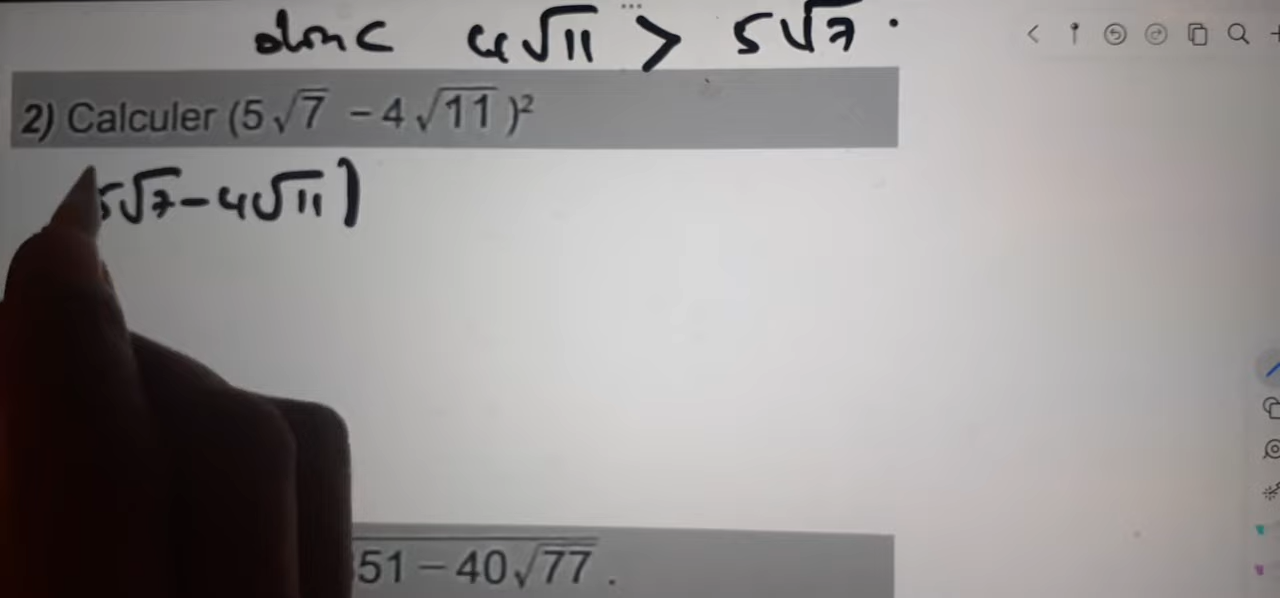 donc 4√11 > 5√7.
2) Calculer (5√7 - 4√11)²
5√7-4√11)
51 - 40√77.